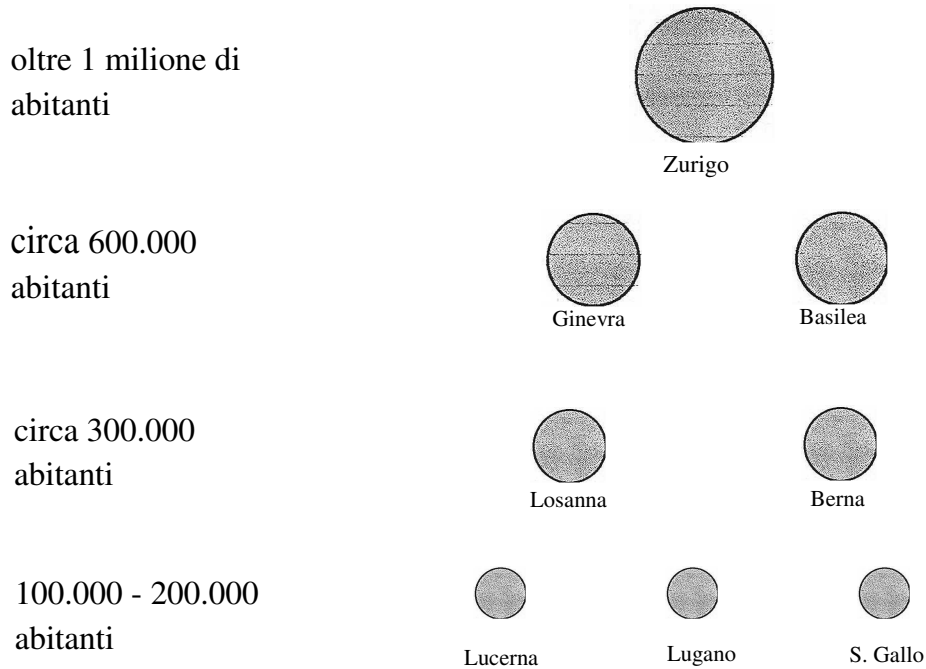 oltre 1 milione di
abitanti
Zurigo
circa 600.000
abitanti
Ginevra
Basilea
circa 300.000
abitanti
Losanna
Berna
100.000 - 200.000
abitanti
Lucerna
Lugano
S. Gallo